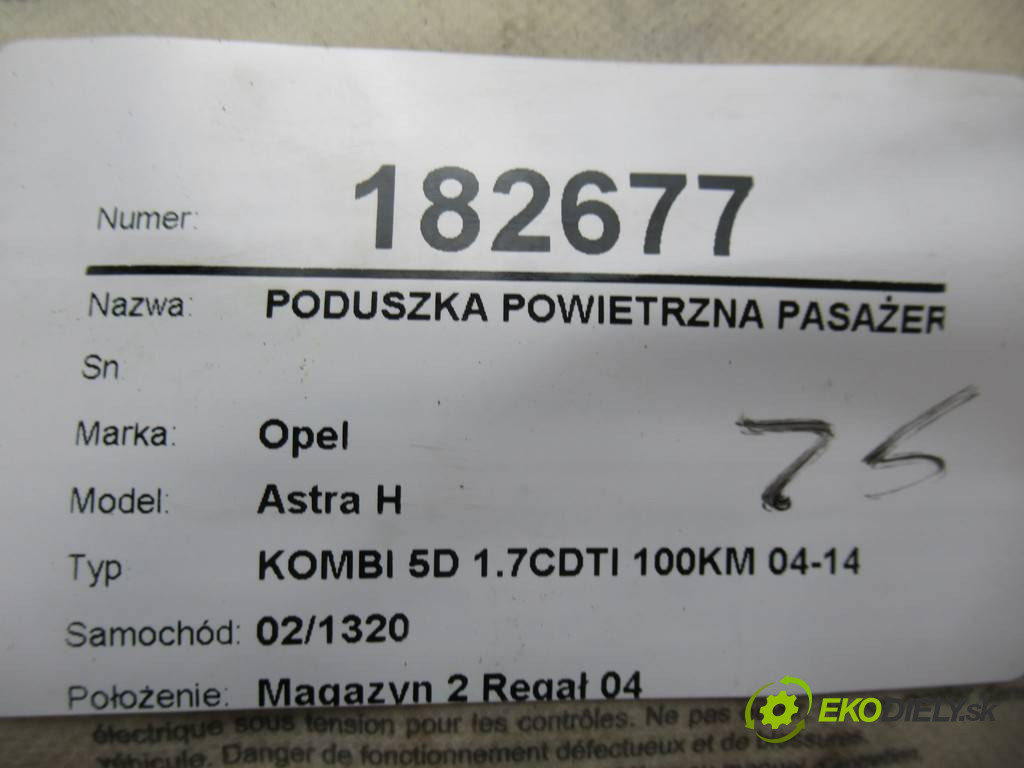 Numer: 182677
Nazwa: PODUSZKA POWIETRZNA PASAŻER
Sn
Marka: Opel
Model: Astra H
75
Typ KOMBI 5D 1.7CDTI 100KM 04-14
Samochód: 02/1320
Położenie: Magazyn 2 Regał 04
électrique sous tension pour les contrôles. Ne pas
véhicule. Danger de fonctionnement défectueux et de blessures.
EKODIELY.SK